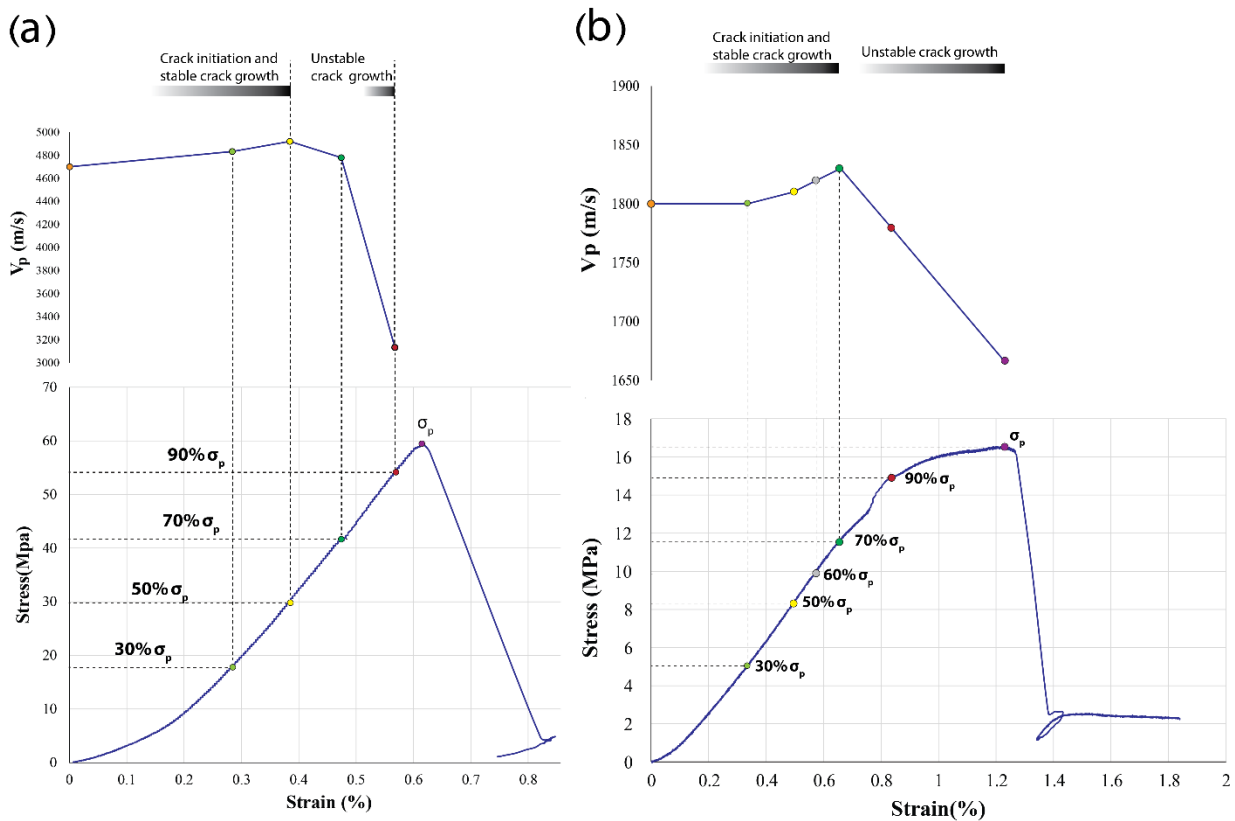 (a)
Crack initiation and
stable crack growth
Unstable
crack growth
5000
4800
4600
4400
4200
4000
3800
3600
3400
3200
3000
Vp (m/s)
70
60
50
40
30
20
10
0
Stress(Mpa)
90% σp
70% σp
50% σp
30% σp
σp
0
0.1
0.2
0.3
0.4
0.5
0.6
0.7
0.8
Strain (%)
(b)
Crack initiation and
stable crack growth
Unstable crack growth
1900
1850
1800
1750
1700
1650
Vp (m/s)
18
16
14
12
10
8
6
4
2
0
Stress (MPa)
σp
90% σp
70% σp
60% σp
50% σp
30% σp
0
0.2
0.4
0.6
0.8
1
1.2
1.4
1.6
1.8
2
Strain(%)